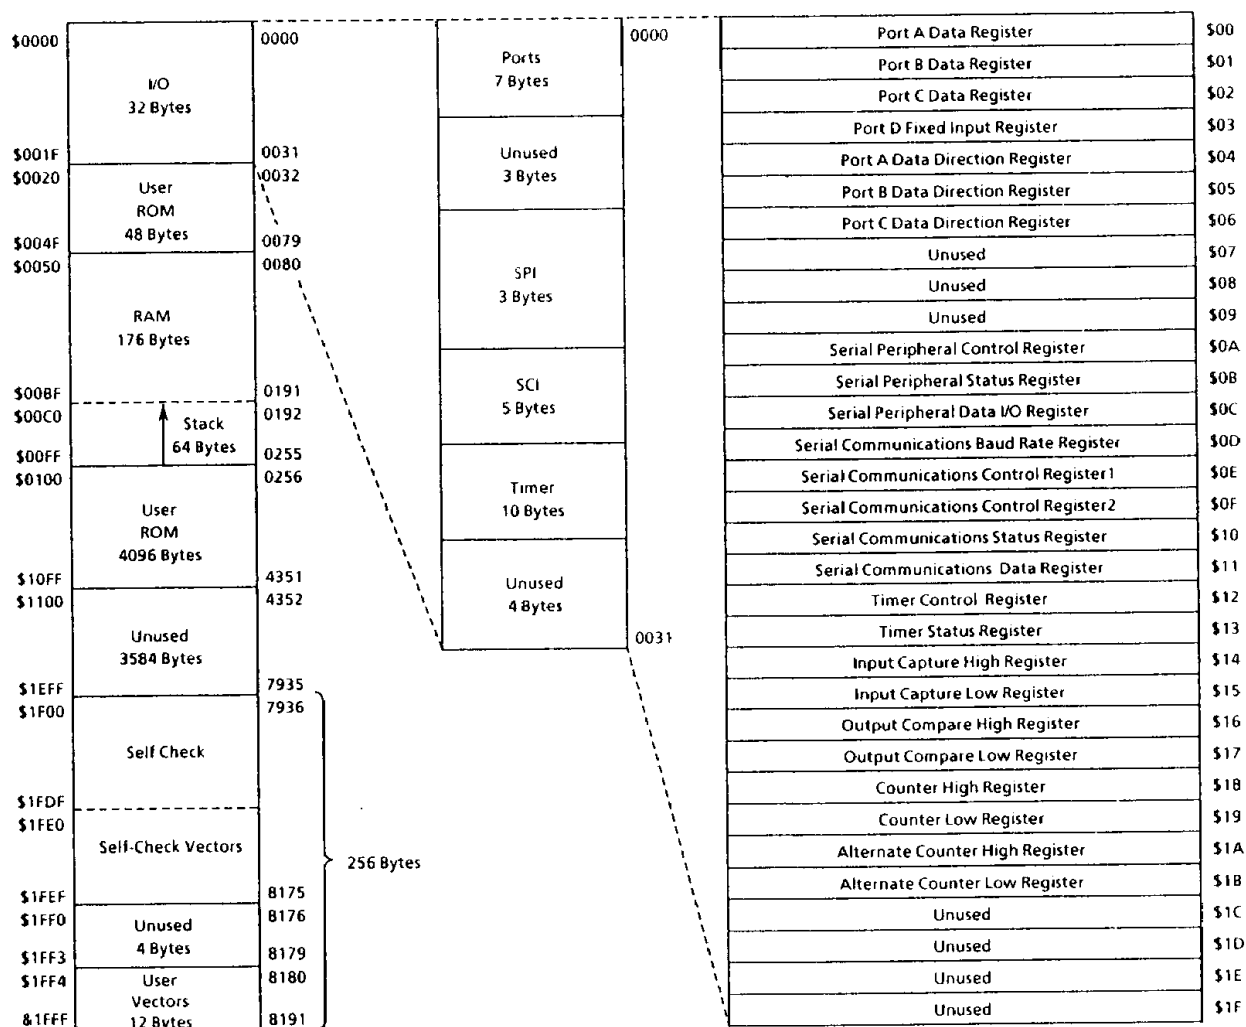 $0000
0000
I/O
32 Bytes
$001F
0031
$0020
0032
User
ROM
48 Bytes
$004F
0079
$0050
0080
RAM
176 Bytes
$00BF
0191
$00C0
0192
Stack
64 Bytes
$00FF
0255
$0100
0256
User
ROM
4096 Bytes
$10FF
4351
$1100
4352
Unused
3584 Bytes
$1EFF
7935
$1F00
7936
Self Check
$1FDF
$1FE0
Self-Check Vectors
256 Bytes
$1FEF
8175
$1FF0
8176
Unused
4 Bytes
$1FF3
8179
$1FF4
8180
User
Vectors
12 Bytes
&1FFF
8191
0000
Ports
7 Bytes
Unused
3 Bytes
SPI
3 Bytes
SCI
5 Bytes
Timer
10 Bytes
Unused
4 Bytes
0031
Port A Data Register $00
Port B Data Register $01
Port C Data Register $02
Port D Fixed Input Register $03
Port A Data Direction Register $04
Port B Data Direction Register $05
Port C Data Direction Register $06
Unused $07
Unused $08
Unused $09
Serial Peripheral Control Register $0A
Serial Peripheral Status Register $0B
Serial Peripheral Data I/O Register $0C
Serial Communications Baud Rate Register $0D
Serial Communications Control Register1 $0E
Serial Communications Control Register2 $0F
Serial Communications Status Register $10
Serial Communications Data Register $11
Timer Control Register $12
Timer Status Register $13
Input Capture High Register $14
Input Capture Low Register $15
Output Compare High Register $16
Output Compare Low Register $17
Counter High Register $18
Counter Low Register $19
Alternate Counter High Register $1A
Alternate Counter Low Register $1B
Unused $1C
Unused $1D
Unused $1E
Unused $1F